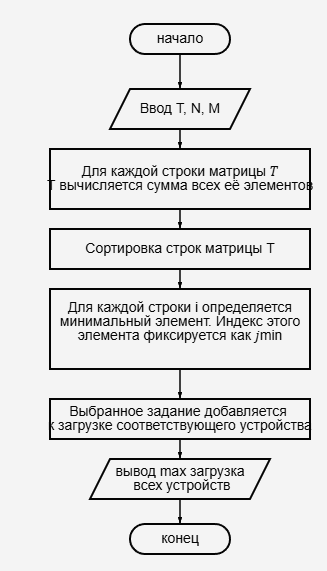 начало
Ввод T, N, M
Для каждой строки матрицы T
T вычисляется сумма всех её элементов
Сортировка строк матрицы T
Для каждой строки i определяется
минимальный элемент. Индекс этого
элемента фиксируется как jmin
Выбранное задание добавляется
к загрузке соответствующего устройства
вывод max загрузка
всех устройств
конец